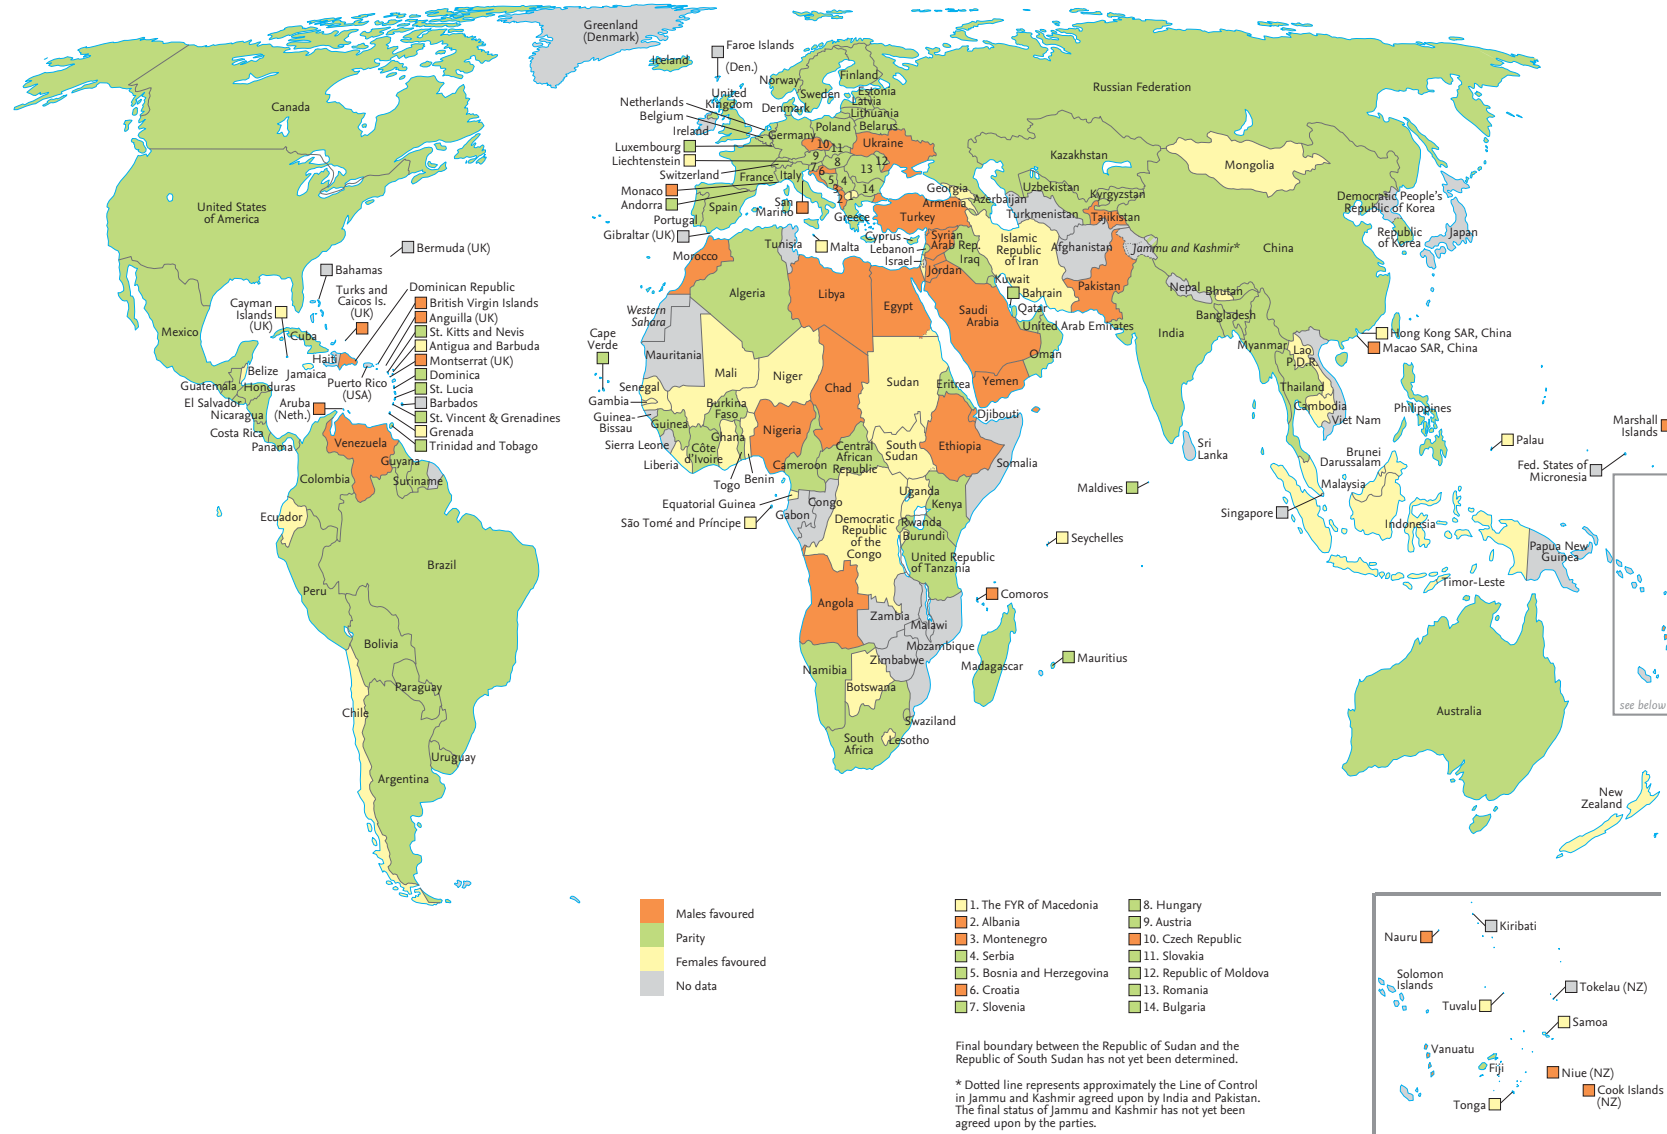 Greenland
(Denmark)
Faroe Islands
(Den.)
Iceland
Norway
Sweden
Finland
Estonia
Latvia
Lithuania
Belarus
United
Kingdom
Denmark
Netherlands
Belgium
Ireland
Germany
Poland
Ukraine
Luxembourg
Liechtenstein
Switzerland
France
Italy
Monaco
Andorra
Spain
San
Marino
Portugal
Greece
Gibraltar (UK)
10
11
9
8
12
7
6
13
5
4
3
2
1
14
Russian Federation
Canada
United States
of America
Kazakhstan
Mongolia
Georgia
Armenia
Azerbaijan
Uzbekistan
Kyrgyzstan
Turkmenistan
Tajikistan
Democratic People's
Republic of Korea
Republic
of Korea
Japan
China
Turkey
Cyprus
Lebanon
Israel
Syrian
Arab Rep.
Iraq
Jordan
Islamic
Republic
of Iran
Afghanistan
Jammu and Kashmir*
Pakistan
Nepal
Bhutan
Bangladesh
India
Kuwait
Bahrain
Qatar
United Arab Emirates
Oman
Saudi
Arabia
Yemen
Myanmar
Lao
P.D.R.
Thailand
Cambodia
Viet Nam
Philippines
Hong Kong SAR, China
Macao SAR, China
Bermuda (UK)
Bahamas
Turks and
Caicos Is.
(UK)
Cayman
Islands
(UK)
Cuba
Mexico
Belize
Jamaica
Haiti
Guatemala
Honduras
El Salvador
Nicaragua
Costa Rica
Panama
Puerto Rico
(USA)
Aruba
(Neth.)
Dominican Republic
British Virgin Islands
Anguilla (UK)
St. Kitts and Nevis
Antigua and Barbuda
Montserrat (UK)
Dominica
St. Lucia
Barbados
St. Vincent & Grenadines
Grenada
Trinidad and Tobago
Venezuela
Guyana
Suriname
Colombia
Ecuador
Peru
Brazil
Bolivia
Paraguay
Chile
Uruguay
Argentina
Morocco
Tunisia
Malta
Algeria
Libya
Egypt
Western
Sahara
Cape
Verde
Mauritania
Mali
Niger
Chad
Sudan
Eritrea
Djibouti
Senegal
Gambia
Guinea-
Bissau
Guinea
Sierra Leone
Liberia
Burkina
Faso
Ghana
Côte
d'Ivoire
Togo
Benin
Nigeria
Cameroon
Central
African
Republic
South
Sudan
Ethiopia
Somalia
Equatorial Guinea
São Tomé and Príncipe
Gabon
Congo
Democratic
Republic
of the
Congo
Uganda
Kenya
Rwanda
Burundi
United Republic
of Tanzania
Angola
Zambia
Malawi
Mozambique
Zimbabwe
Namibia
Botswana
Swaziland
South
Africa
Lesotho
Madagascar
Comoros
Mauritius
Seychelles
Maldives
Sri
Lanka
Brunei
Darussalam
Malaysia
Singapore
Indonesia
Timor-Leste
Papua New
Guinea
Palau
Fed. States of
Micronesia
Marshall
Islands
Australia
New
Zealand
see below
Males favoured
Parity
Females favoured
No data
1. The FYR of Macedonia
2. Albania
3. Montenegro
4. Serbia
5. Bosnia and Herzegovina
6. Croatia
7. Slovenia
8. Hungary
9. Austria
10. Czech Republic
11. Slovakia
12. Republic of Moldova
13. Romania
14. Bulgaria
Final boundary between the Republic of Sudan and the
Republic of South Sudan has not yet been determined.
* Dotted line represents approximately the Line of Control
in Jammu and Kashmir agreed upon by India and Pakistan.
The final status of Jammu and Kashmir has not yet been
agreed upon by the parties.
Nauru
Kiribati
Solomon
Islands
Tuvalu
Tokelau (NZ)
Samoa
Vanuatu
Fiji
Niue (NZ)
Cook Islands
(NZ)
Tonga